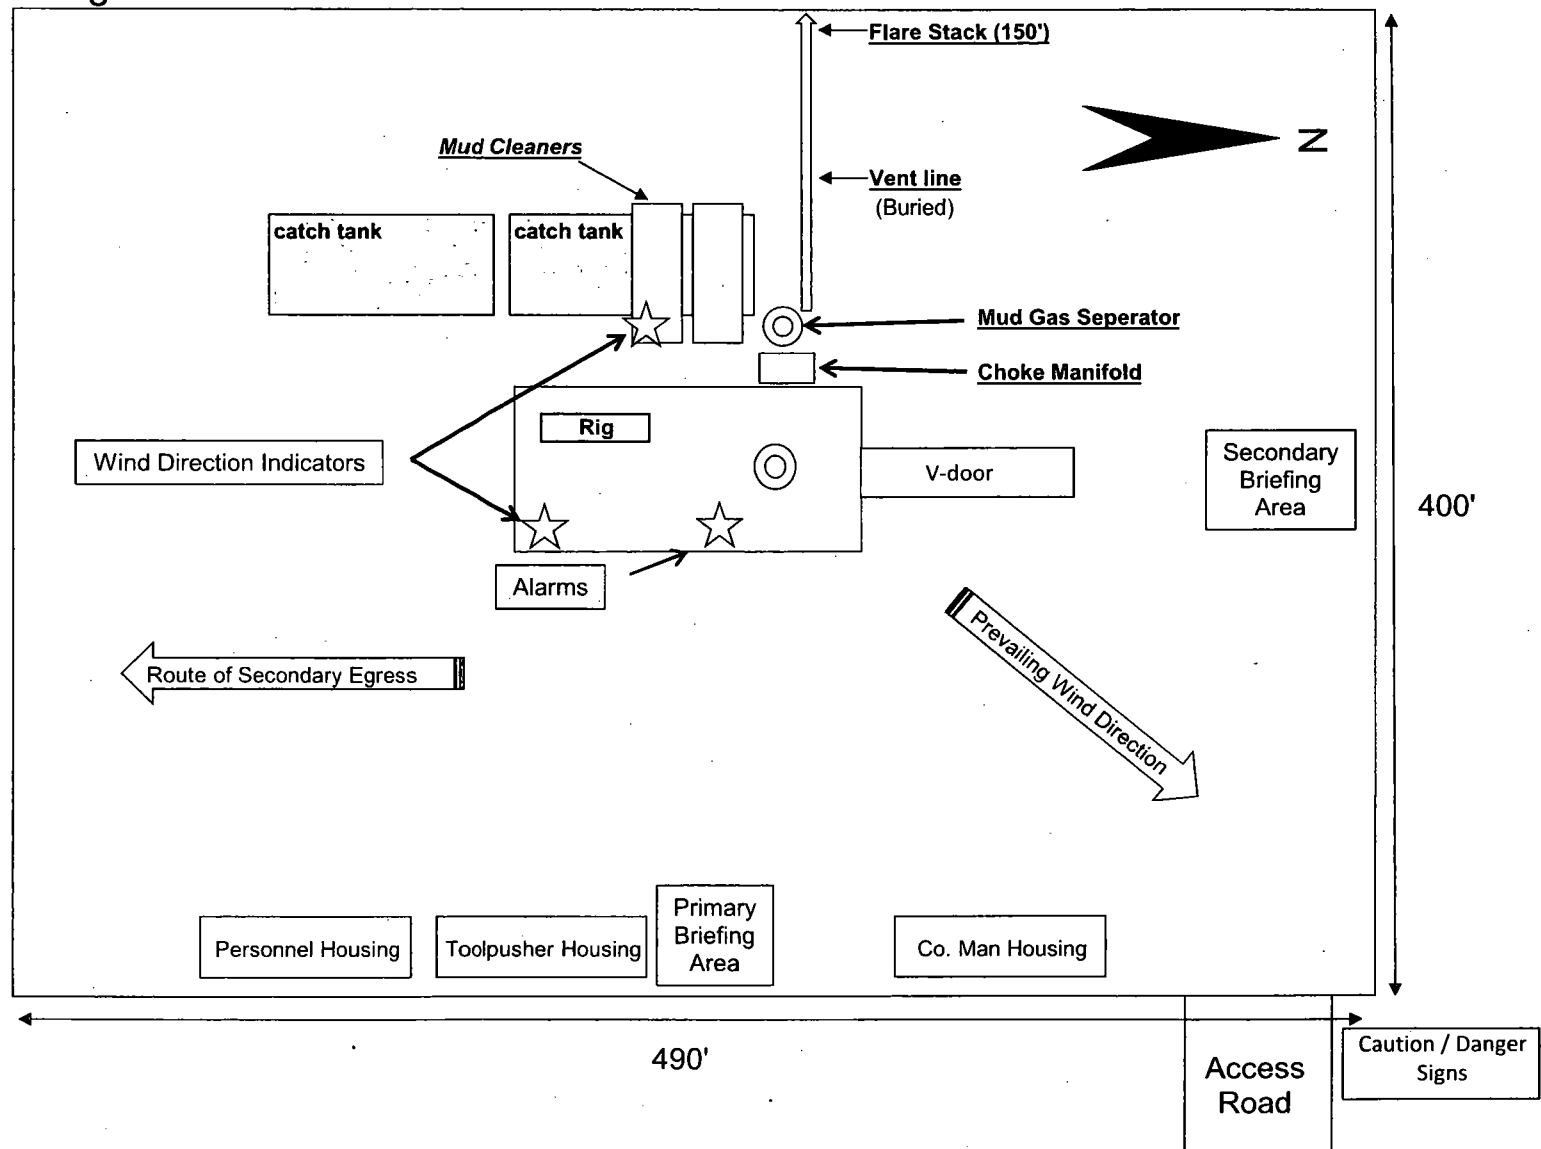 Flare Stack (150')
N
Mud Cleaners
Vent line
(Buried)
catch tank
catch tank
Mud Gas Seperator
Choke Manifold
Rig
Wind Direction Indicators
V-door
Secondary
Briefing
Area
400'
Alarms
Prevailing Wind Direction
Route of Secondary Egress
Primary
Briefing
Area
Personnel Housing
Toolpusher Housing
Co. Man Housing
490'
Access
Road
Caution / Danger
Signs